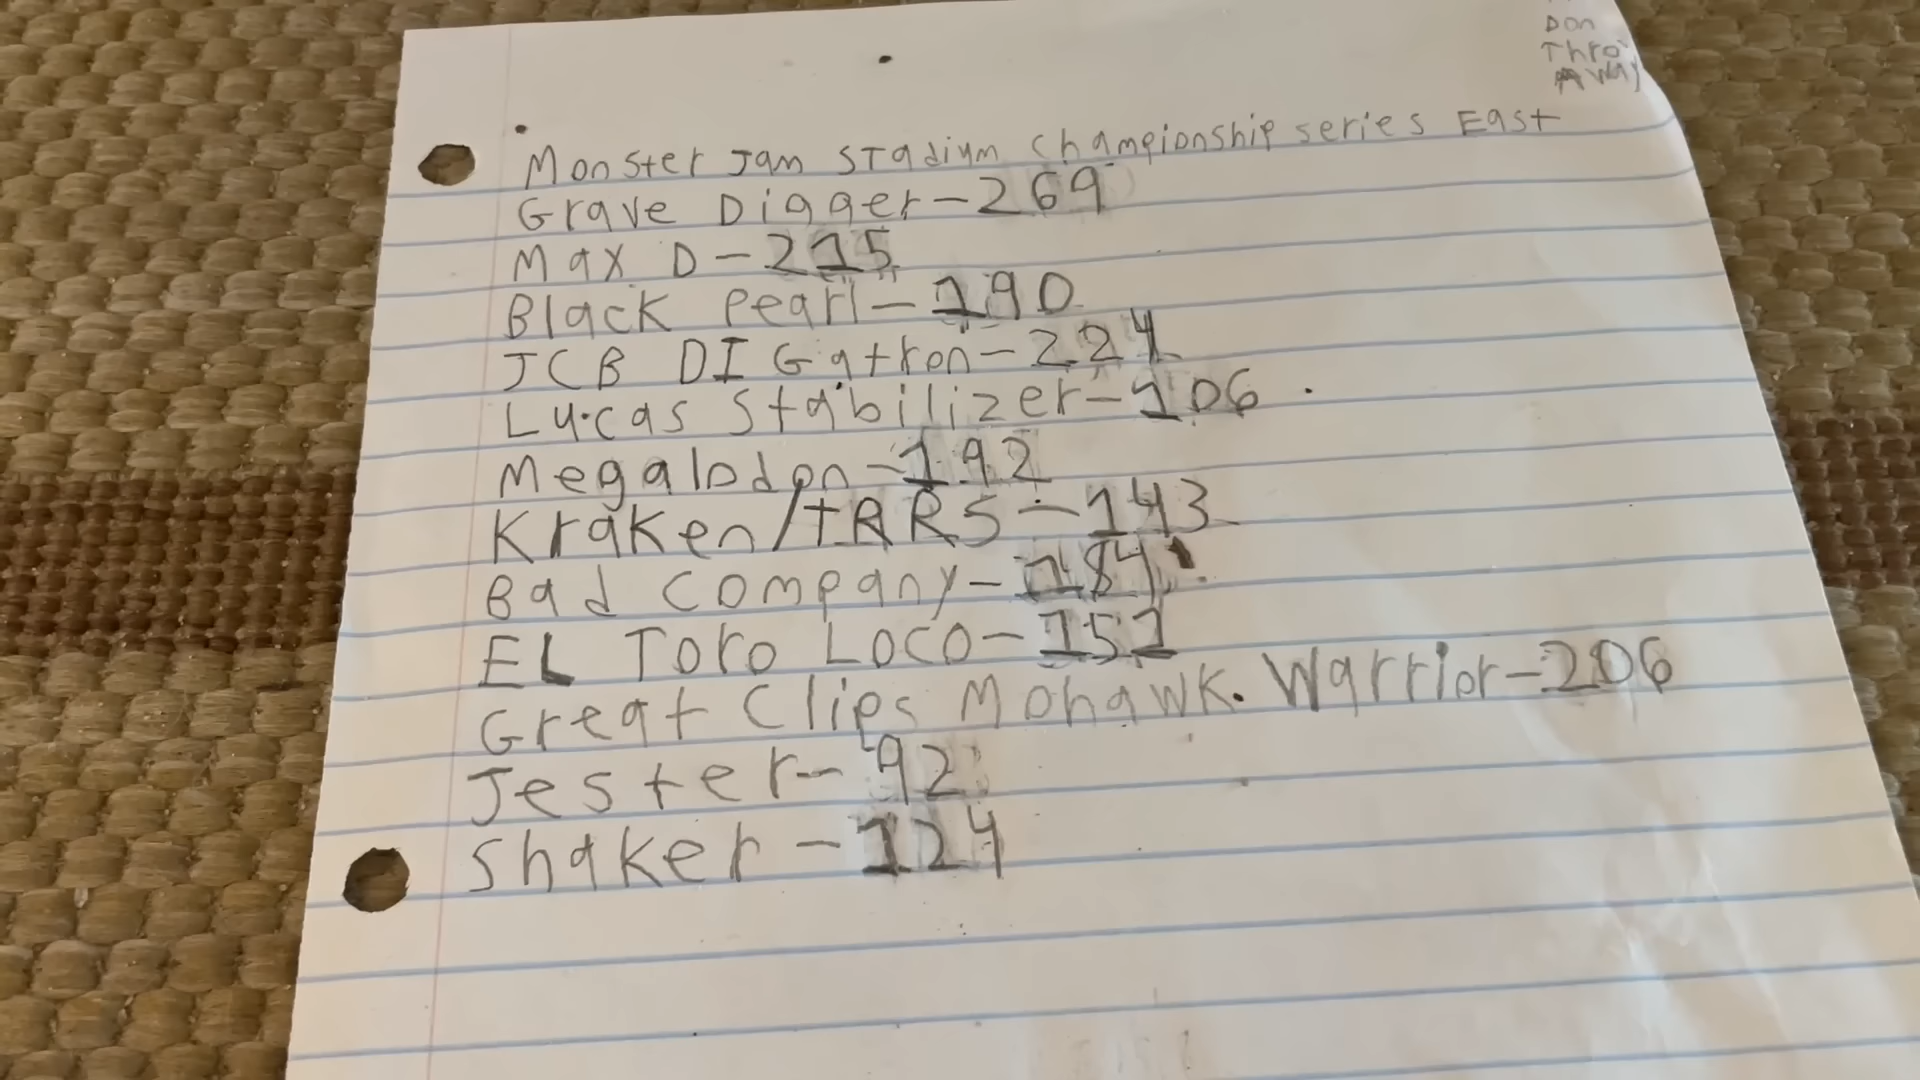 Don
Thro
Away
Monster Jam Stadium Championship series East
Grave Digger-269
Max D-215
Black Pearl-190
JCB DIGatron-224
Lucas Stabilizer-106
Megalodon-192
Kraken/TRRS-143
Bad Company-184
EL Toro Loco-151
Great Clips Mohawk. Warrior-206
Jester-92
Shaker-124